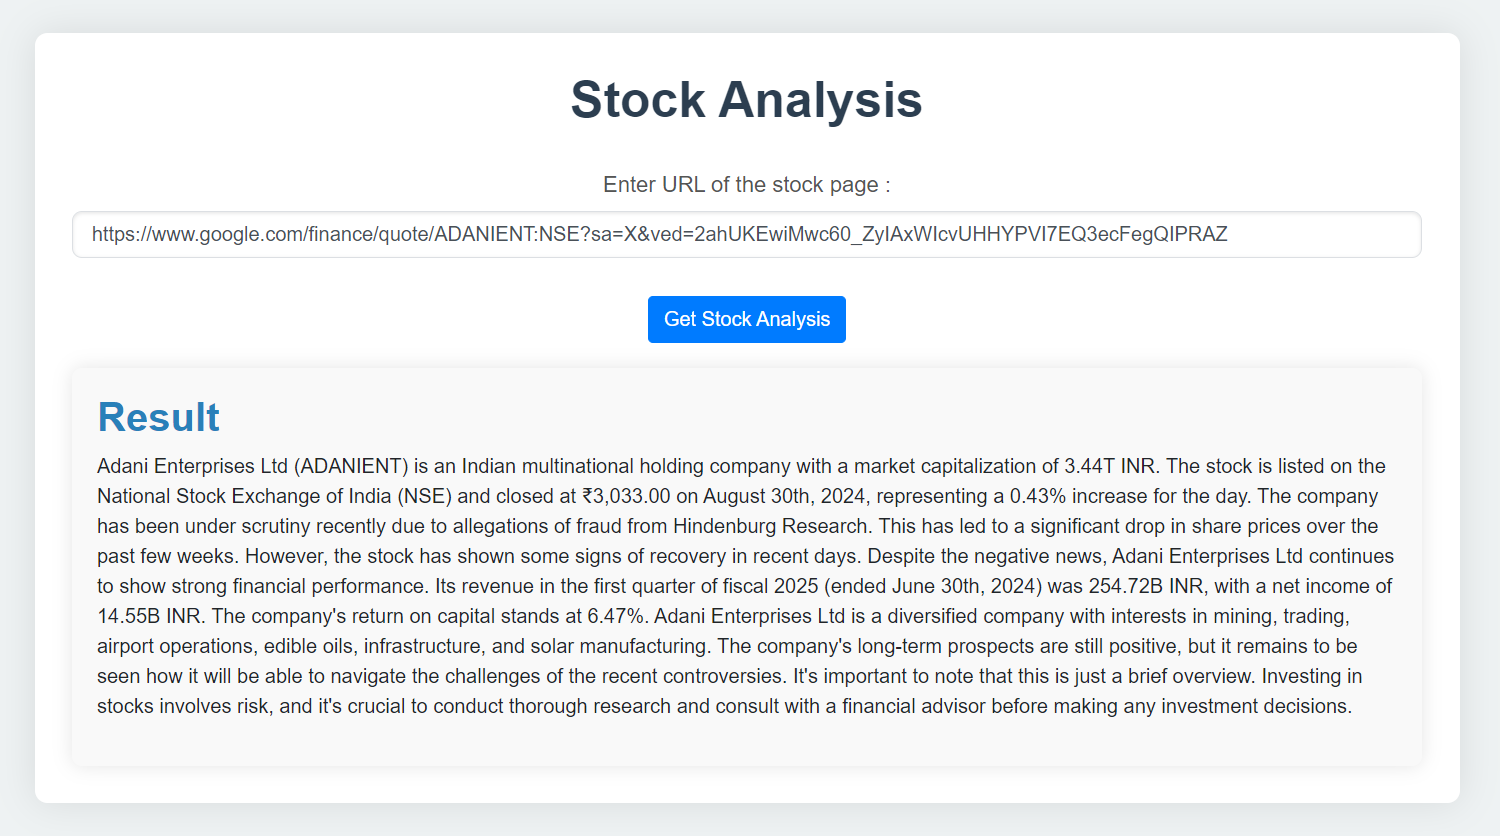 Stock Analysis
Enter URL of the stock page :
https://www.google.com/finance/quote/ADANIENT:NSE?sa=X&ved=2ahUKEwiMwc60_ZyIAxWIcvUHHYPVI7EQ3ecFegQIPRAZ
Get Stock Analysis
Result
Adani Enterprises Ltd (ADANIENT) is an Indian multinational holding company with a market capitalization of 3.44T INR. The stock is listed on the
National Stock Exchange of India (NSE) and closed at ₹3,033.00 on August 30th, 2024, representing a 0.43% increase for the day. The company
has been under scrutiny recently due to allegations of fraud from Hindenburg Research. This has led to a significant drop in share prices over the
past few weeks. However, the stock has shown some signs of recovery in recent days. Despite the negative news, Adani Enterprises Ltd continues
to show strong financial performance. Its revenue in the first quarter of fiscal 2025 (ended June 30th, 2024) was 254.72B INR, with a net income of
14.55B INR. The company's return on capital stands at 6.47%. Adani Enterprises Ltd is a diversified company with interests in mining, trading,
airport operations, edible oils, infrastructure, and solar manufacturing. The company's long-term prospects are still positive, but it remains to be
seen how it will be able to navigate the challenges of the recent controversies. It's important to note that this is just a brief overview. Investing in
stocks involves risk, and it's crucial to conduct thorough research and consult with a financial advisor before making any investment decisions.